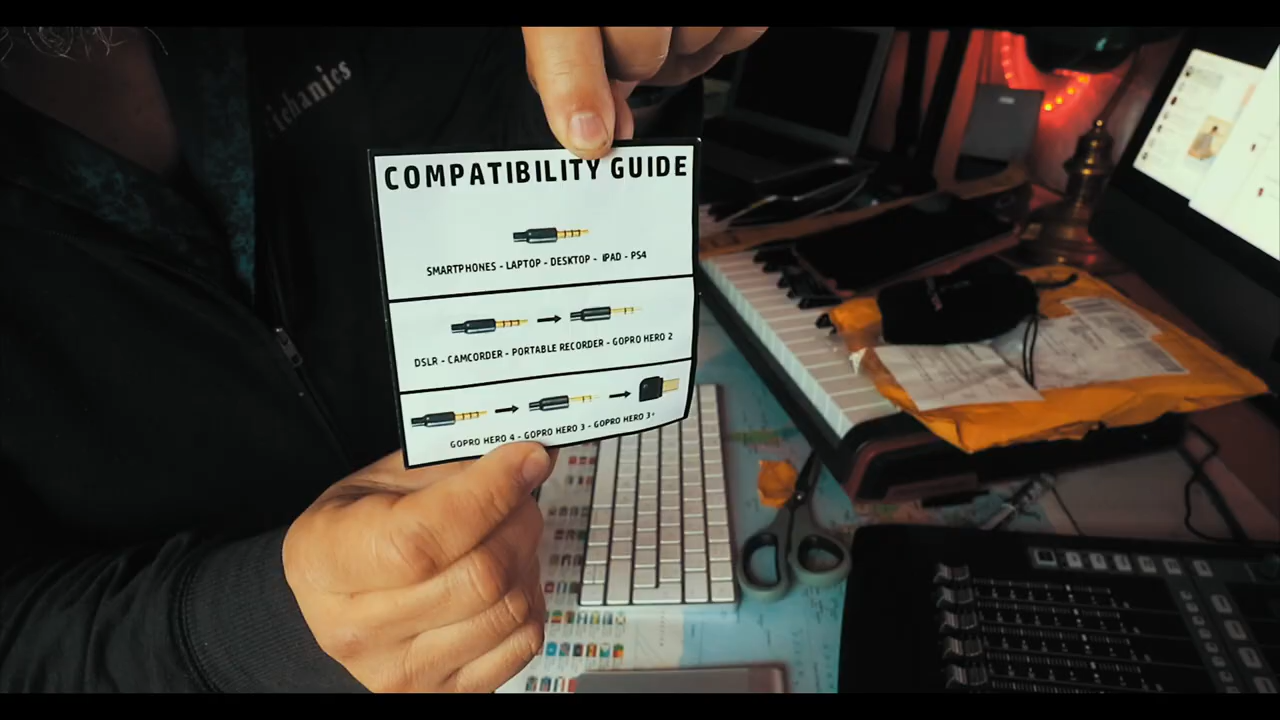 COMPATIBILITY GUIDE
SMARTPHONES - LAPTOP - DESKTOP - IPAD - PS4
DSLR - CAMCORDER - PORTABLE RECORDER - GOPRO HERO 2
GOPRO HERO 4 - GOPRO HERO 3 - GOPRO HERO 3+